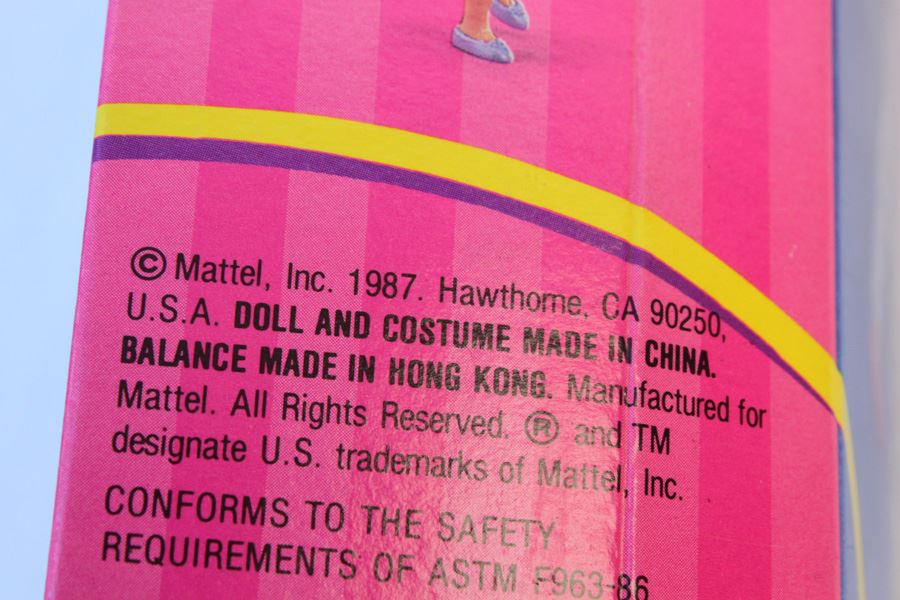 © Mattel, Inc. 1987. Hawthorne, CA 90250,
U.S.A. DOLL AND COSTUME MADE IN CHINA.
BALANCE MADE IN HONG KONG. Manufactured for
Mattel. All Rights Reserved. ® and TM
designate U.S. trademarks of Mattel, Inc.
CONFORMS TO THE SAFETY
REQUIREMENTS OF ASTM F963-86